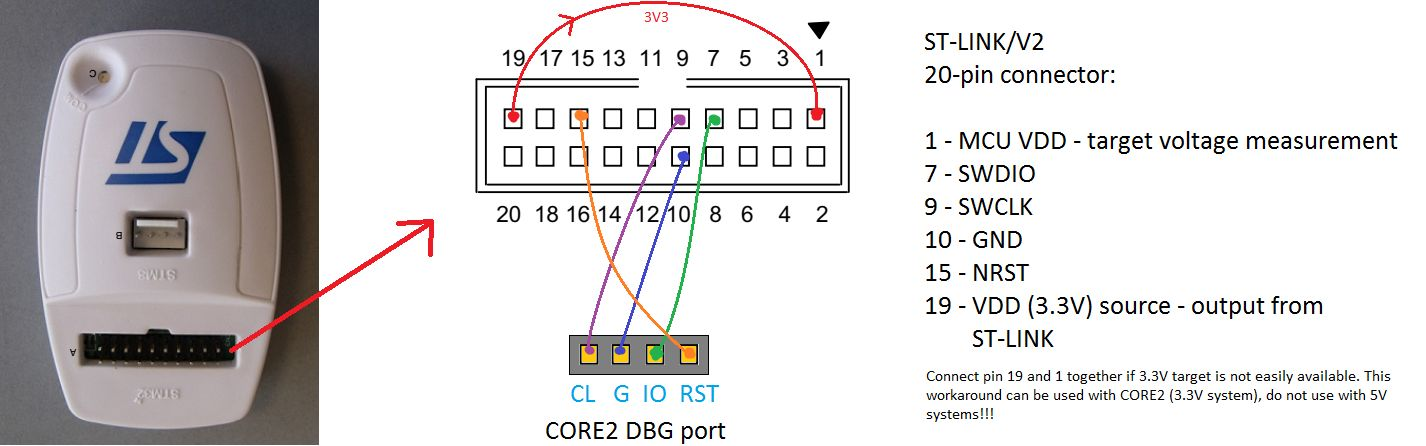 3V3
19 17 15 13 11 9 7 5 3 1
20 18 16 14 12 10 8 6 4 2
CL G IO RST
CORE2 DBG port
ST-LINK/V2
20-pin connector:
1 - MCU VDD - target voltage measurement
7 - SWDIO
9 - SWCLK
10 - GND
15 - NRST
19 - VDD (3.3V) source - output from
ST-LINK
Connect pin 19 and 1 together if 3.3V target is not easily available. This
workaround can be used with CORE2 (3.3V system), do not use with 5V
systems!!!
C
COM
ST
B
STM8
A
STM32